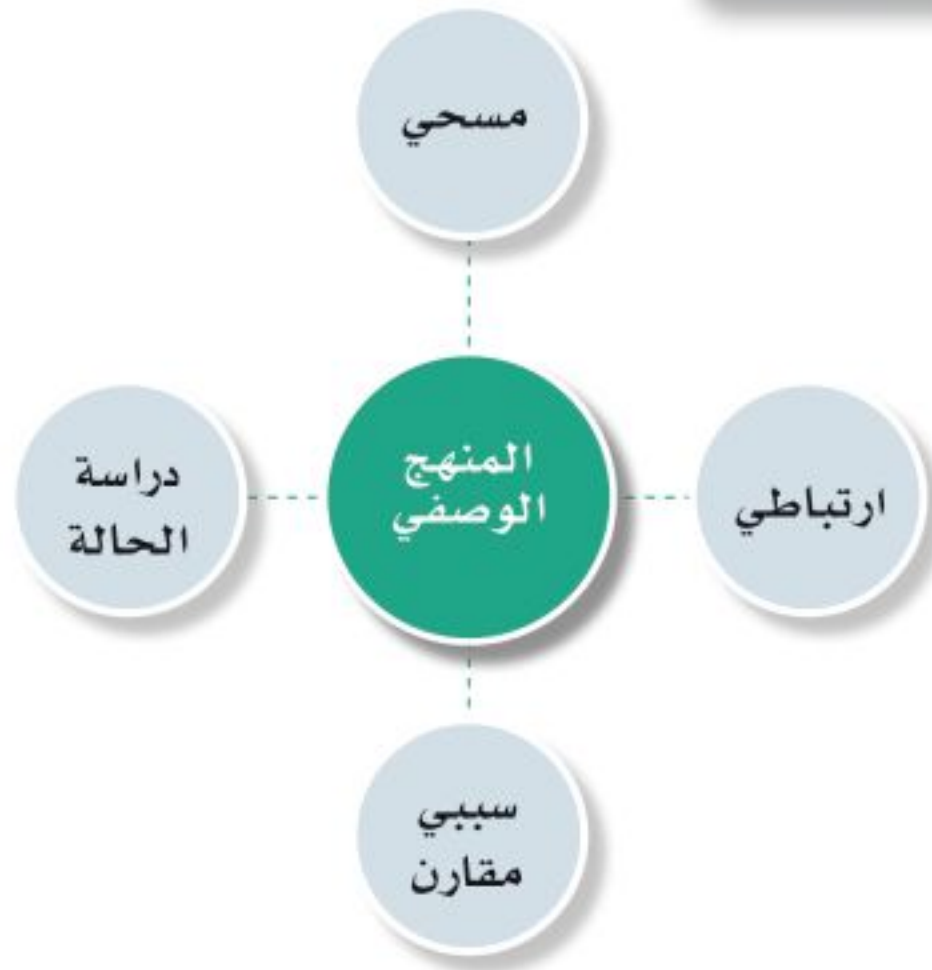 مسحي
المنهج
الوصفي
ارتباطي
دراسة
الحالة
سببي
مقارن